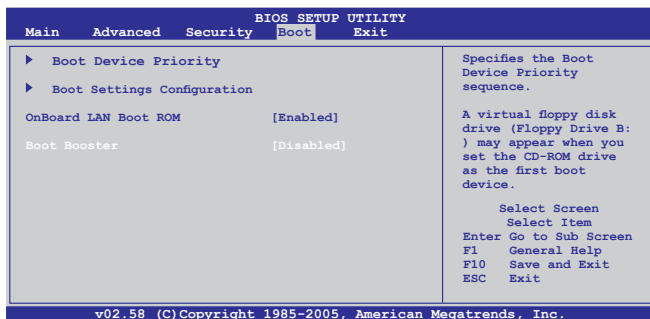 BIOS SETUP UTILITY
Main Advanced Security Boot Exit
Boot Device Priority
Boot Settings Configuration
OnBoard LAN Boot ROM [Enabled]
Boot Booster [Disabled]
Specifies the Boot
Device Priority
sequence.
A virtual floppy disk
drive (Floppy Drive B:
) may appear when you
set the CD-ROM drive
as the first boot
device.
Select Screen
Select Item
Enter Go to Sub Screen
F1 General Help
F10 Save and Exit
ESC Exit
v02.58 (C)Copyright 1985-2005, American Megatrends, Inc.